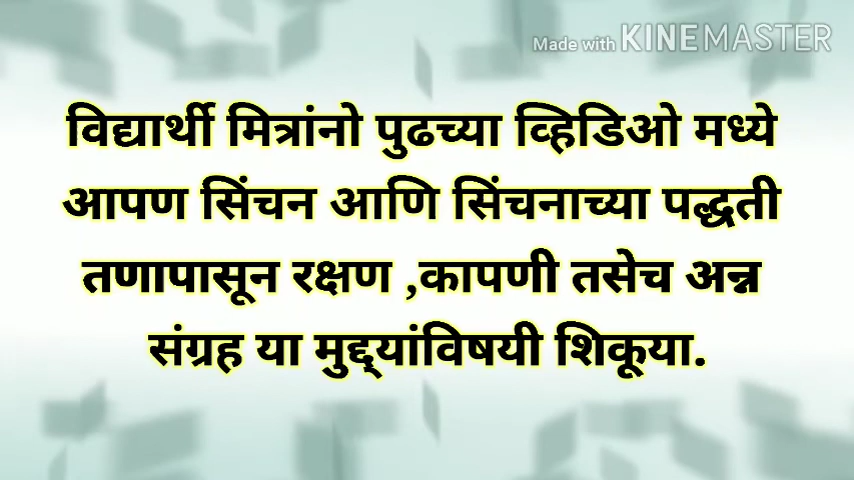 Made with KINEMASTER
विद्यार्थी मित्रांनो पुढच्या व्हिडिओ मध्ये
आपण सिंचन आणि सिंचनाच्या पद्धती
तणापासून रक्षण ,कापणी तसेच अन्न
संग्रह या मुद्द्यांविषयी शिकूया.